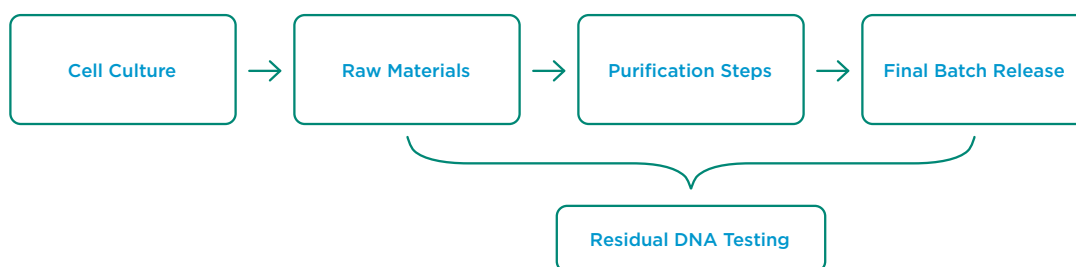 Cell Culture
Raw Materials
Purification Steps
Final Batch Release
Residual DNA Testing